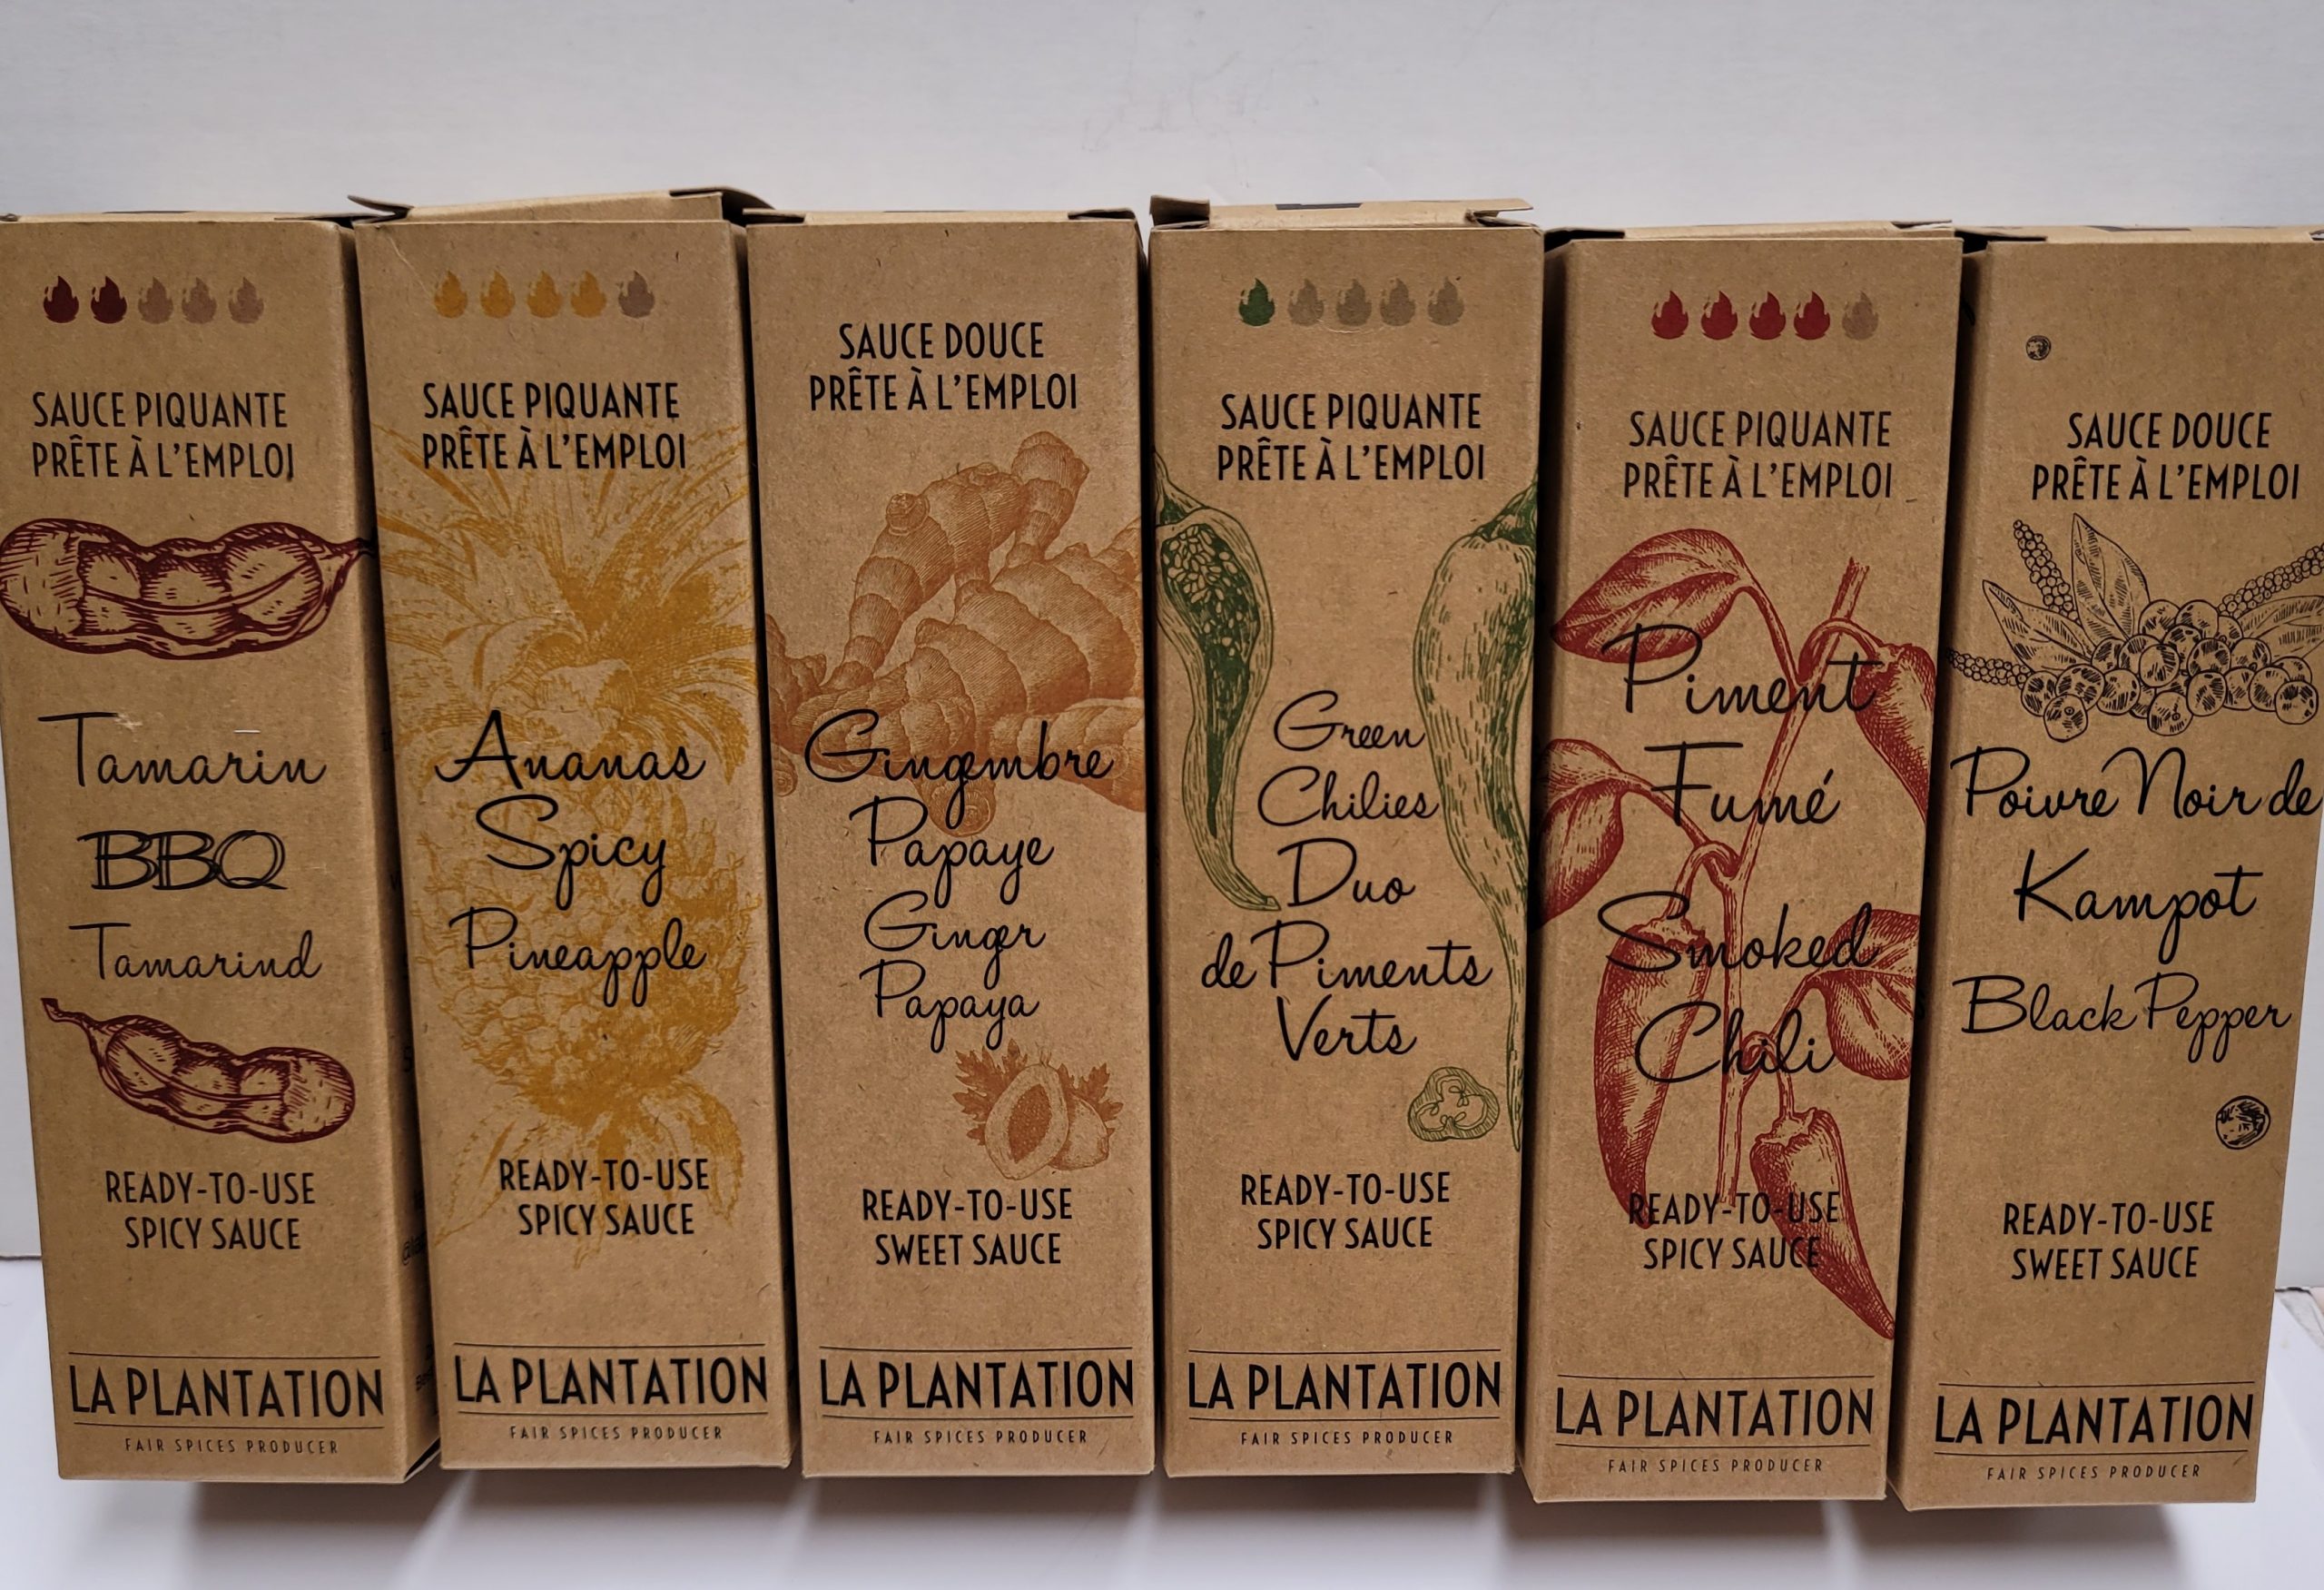 SAUCE PIQUANTE
PRÊTE À L'EMPLOI
Tamarin
BBQ
Tamarind
READY-TO-USE
SPICY SAUCE
LA PLANTATION
FAIR SPICES PRODUCER
SAUCE PIQUANTE
PRÊTE À L'EMPLOI
Ananas
Spicy
Pineapple
READY-TO-USE
SPICY SAUCE
LA PLANTATION
FAIR SPICES PRODUCER
SAUCE DOUCE
PRÊTE À L'EMPLOI
Gingembre
Papaye
Ginger
Papaya
READY-TO-USE
SWEET SAUCE
LA PLANTATION
FAIR SPICES PRODUCER
SAUCE PIQUANTE
PRÊTE À L'EMPLOI
Green
Chilies
Duo
de Piments
Verts
READY-TO-USE
SPICY SAUCE
LA PLANTATION
FAIR SPICES PRODUCER
SAUCE PIQUANTE
PRÊTE À L'EMPLOI
Piment
Fumé
Smoked
Chili
READY-TO-USE
SPICY SAUCE
LA PLANTATION
FAIR SPICES PRODUCER
SAUCE DOUCE
PRÊTE À L'EMPLOI
Poivre Noir de
Kampot
Black Pepper
READY-TO-USE
SWEET SAUCE
LA PLANTATION
FAIR SPICES PRODUCER